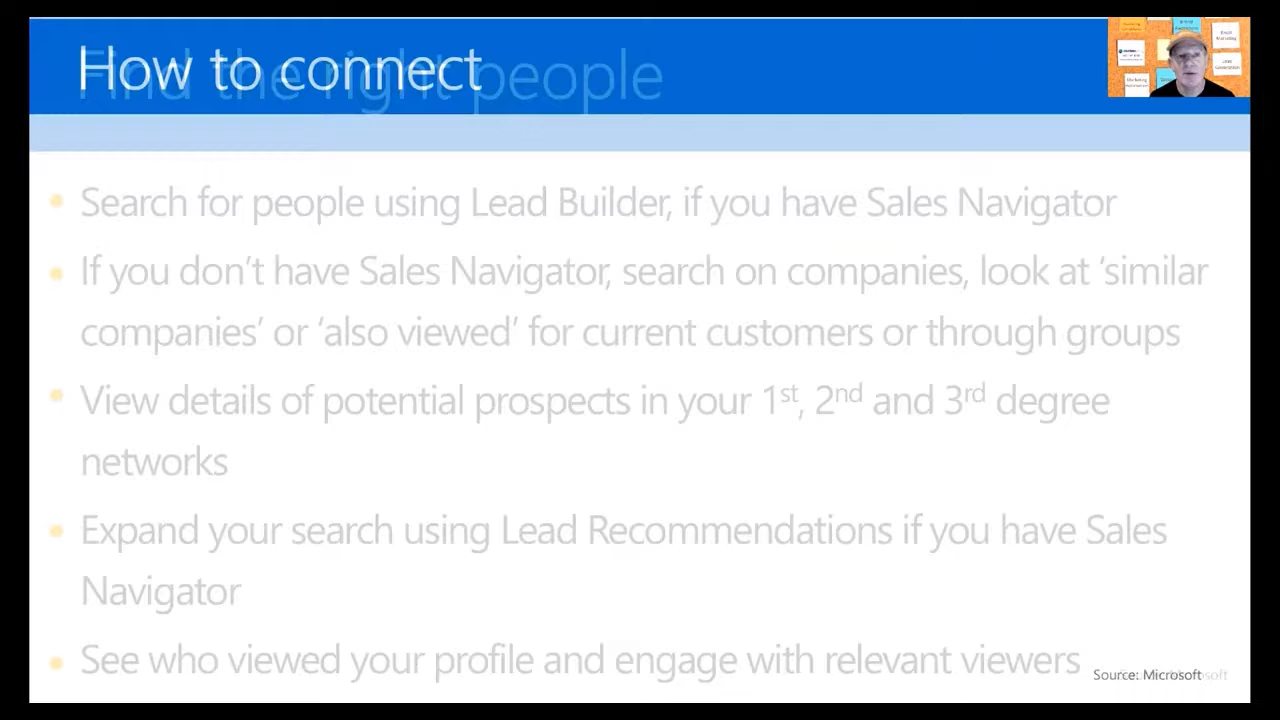 How to connect
Find the right people
Search for people using Lead Builder, if you have Sales Navigator
If you don’t have Sales Navigator, search on companies, look at ‘similar
companies’ or ‘also viewed’ for current customers or through groups
View details of potential prospects in your 1st, 2nd and 3rd degree
networks
Expand your search using Lead Recommendations if you have Sales
Navigator
See who viewed your profile and engage with relevant viewers
Source: Microsoft